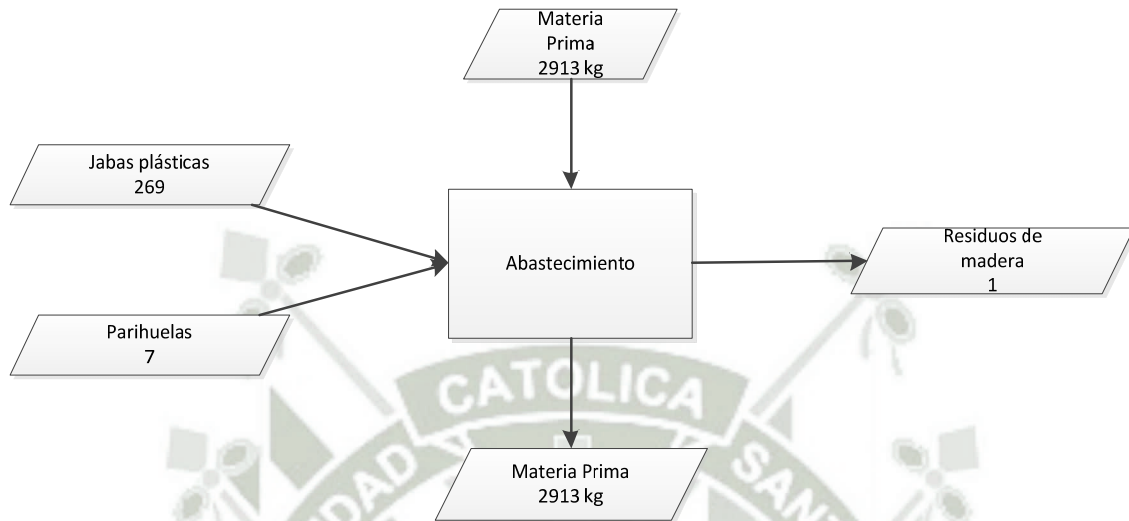 Materia
Prima
2913 kg
Jabas plásticas
269
Abastecimiento
Residuos de
madera
1
Parihuelas
7
CATOLICA
Materia Prima
2913 kg